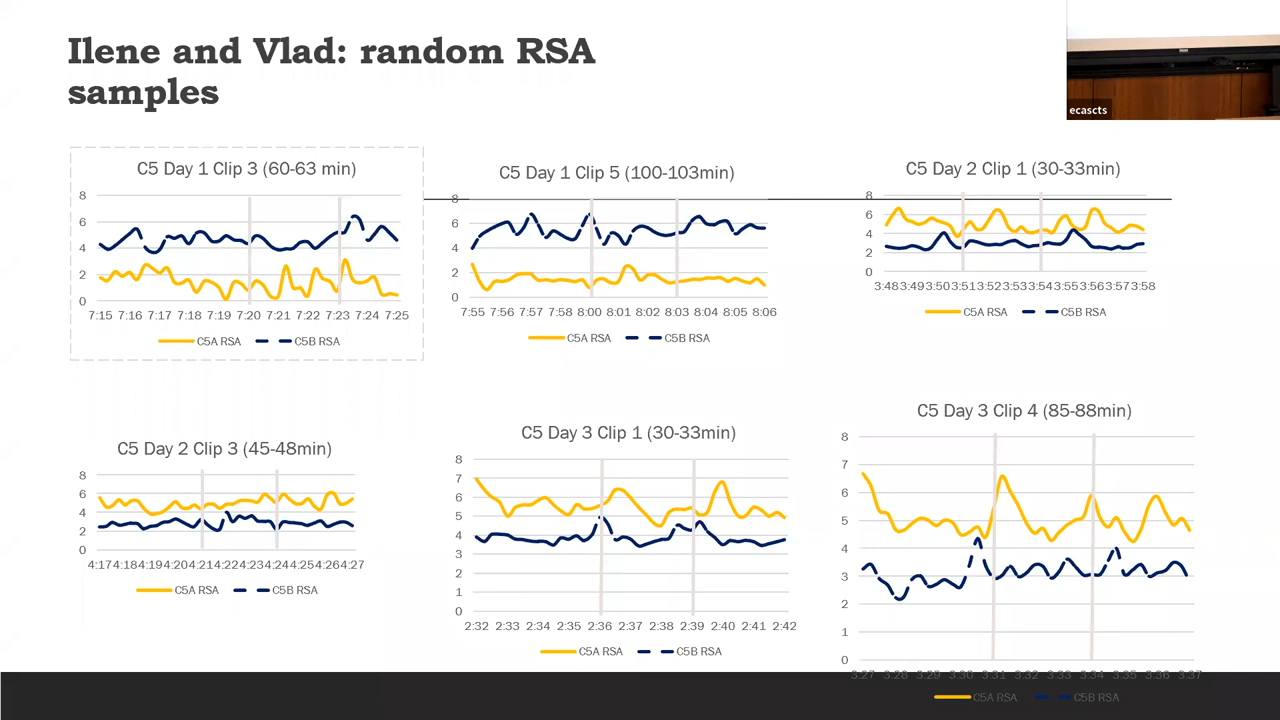 Ilene and Vlad: random RSA
samples
ecascts
C5 Day 1 Clip 3 (60-63 min)
8
6
4
2
0
7:15 7:16 7:17 7:18 7:19 7:20 7:21 7:22 7:23 7:24 7:25
C5A RSA C5B RSA
C5 Day 1 Clip 5 (100-103min)
8
6
4
2
0
7:55 7:56 7:57 7:58 8:00 8:01 8:02 8:03 8:04 8:05 8:06
C5A RSA C5B RSA
C5 Day 2 Clip 1 (30-33min)
8
6
4
2
0
3:48 3:49 3:50 3:51 3:52 3:53 3:54 3:55 3:56 3:57 3:58
C5A RSA C5B RSA
C5 Day 2 Clip 3 (45-48min)
8
6
4
2
0
4:17 4:18 4:19 4:20 4:21 4:22 4:23 4:24 4:25 4:26 4:27
C5A RSA C5B RSA
C5 Day 3 Clip 1 (30-33min)
8
7
6
5
4
3
2
1
0
2:32 2:33 2:34 2:35 2:36 2:37 2:38 2:39 2:40 2:41 2:42
C5A RSA C5B RSA
C5 Day 3 Clip 4 (85-88min)
8
7
6
5
4
3
2
1
0
3:27 3:28 3:29 3:30 3:31 3:32 3:33 3:34 3:35 3:36 3:37
C5A RSA C5B RSA